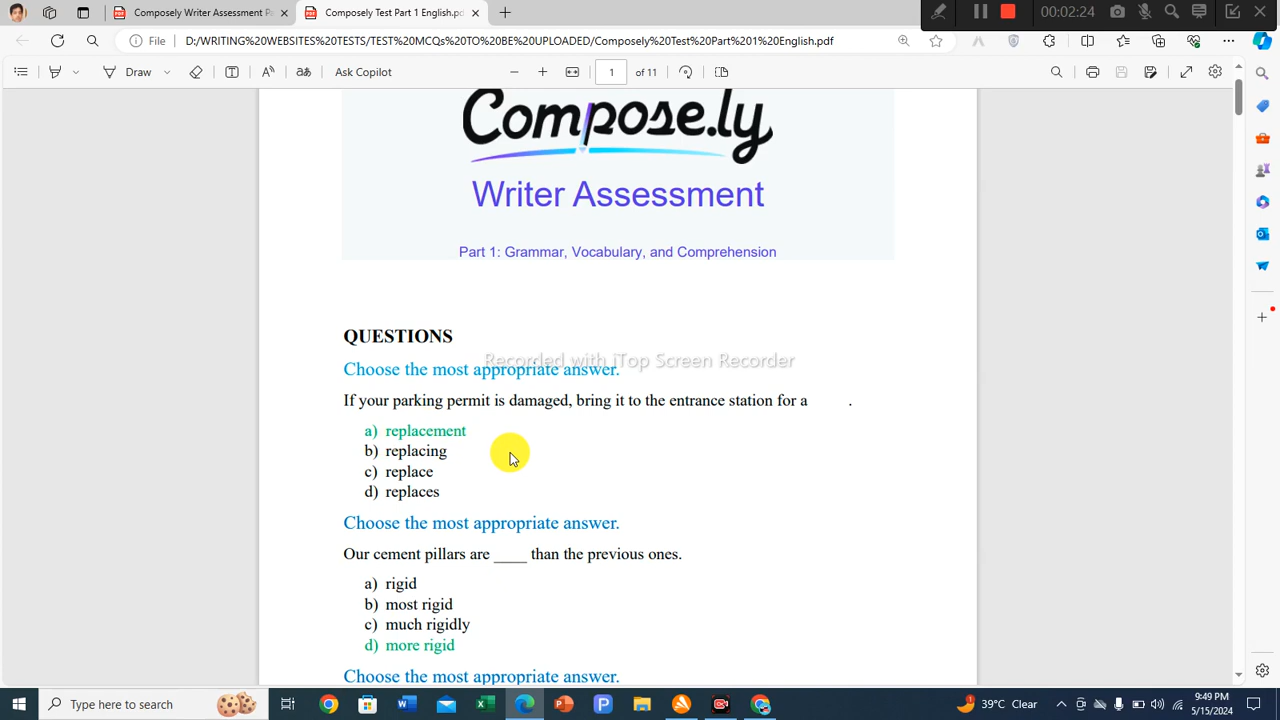 Composely Writer Assessment Pa
Composely Test Part 1 English.pd
00:02:24
File
D:/WRITING%20WEBSITES%20TESTS/TEST%20MCQs%20TO%20BE%20UPLOADED/Composely%20Test%20Part%201%20English.pdf
Draw
Ask Copilot
1 of 11
Compose.ly
Writer Assessment
Part 1: Grammar, Vocabulary, and Comprehension
QUESTIONS
Recorded with iTop Screen Recorder
Choose the most appropriate answer.
If your parking permit is damaged, bring it to the entrance station for a .
a) replacement
b) replacing
c) replace
d) replaces
Choose the most appropriate answer.
Our cement pillars are ____ than the previous ones.
a) rigid
b) most rigid
c) much rigidly
d) more rigid
Choose the most appropriate answer.
Type here to search
39°C Clear
9:49 PM
5/15/2024